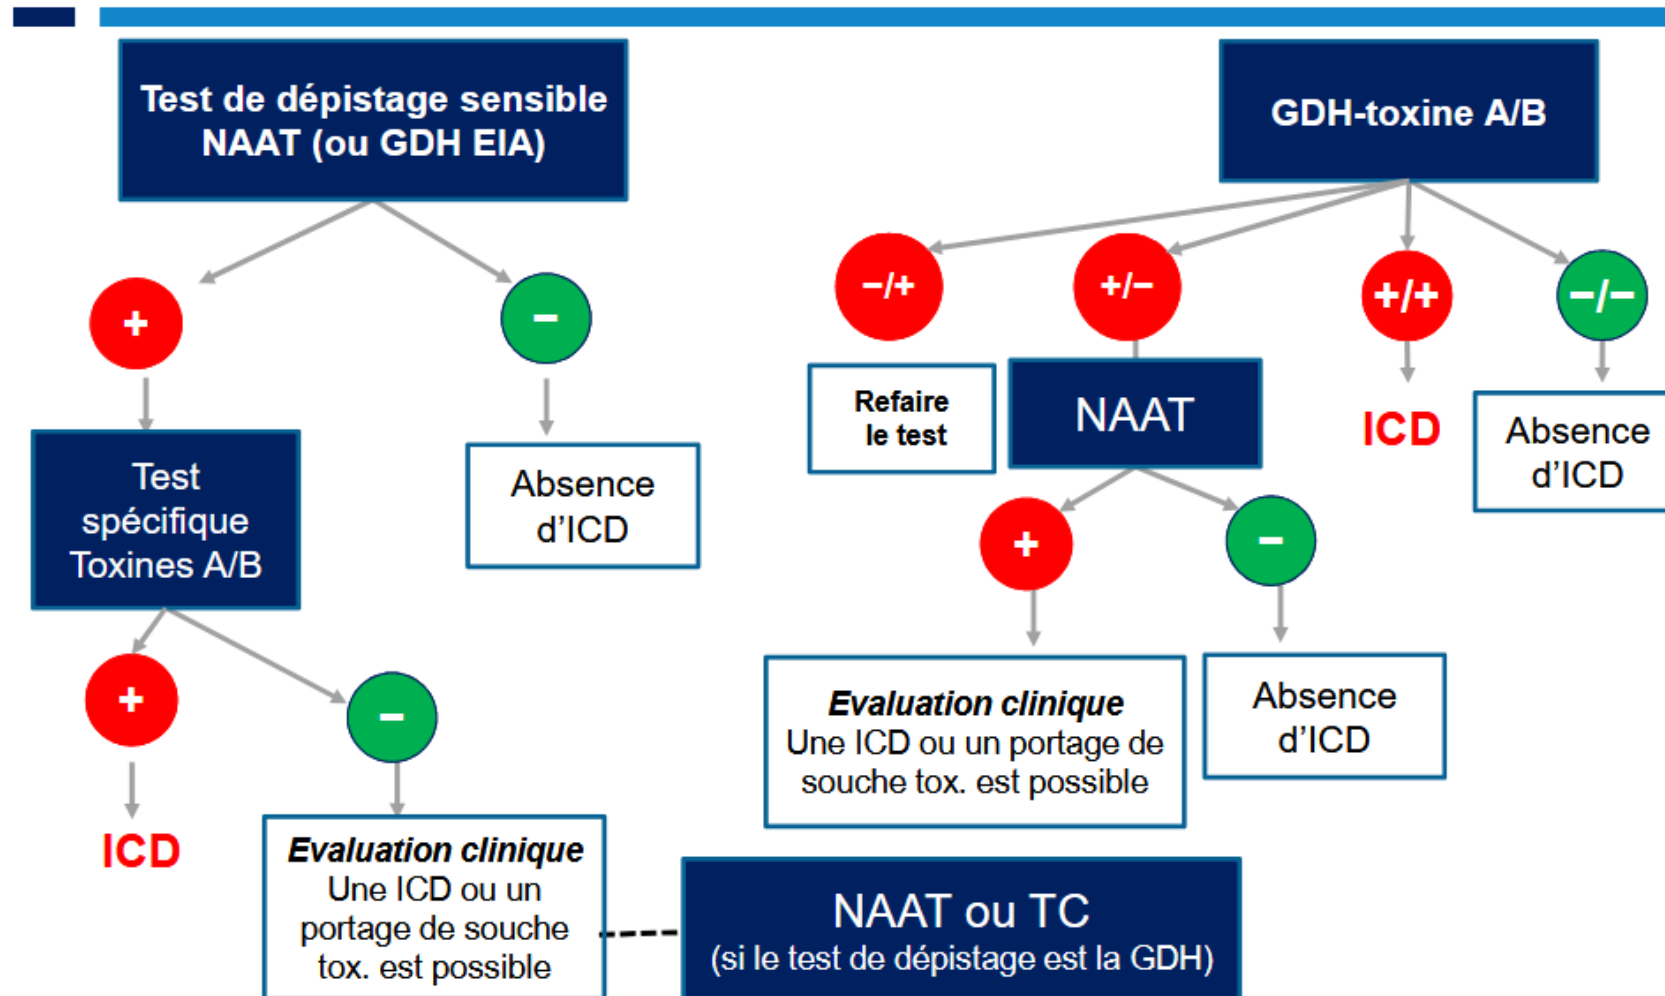 Test de dépistage sensible
NAAT (ou GDH EIA)
+
−
Test
spécifique
Toxines A/B
Absence
d'ICD
+
−
ICD
Evaluation clinique
Une ICD ou un
portage de souche
tox. est possible
NAAT ou TC
(si le test de dépistage est la GDH)
GDH-toxine A/B
−/+
+/−
+/+
−/−
Refaire
le test
NAAT
ICD
Absence
d'ICD
+
−
Evaluation clinique
Une ICD ou un portage de
souche tox. est possible
Absence
d'ICD